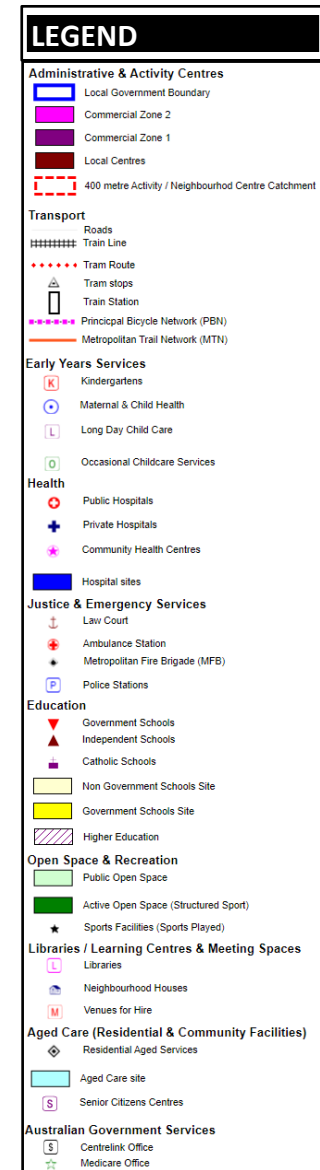 LEGEND
Administrative & Activity Centres
Local Government Boundary
Commercial Zone 2
Commercial Zone 1
Local Centres
400 metre Activity / Neighbourhod Centre Catchment
Transport
Roads
Train Line
Tram Route
Tram stops
Train Station
Princicpal Bicycle Network (PBN)
Metropolitan Trail Network (MTN)
Early Years Services
K Kindergartens
Maternal & Child Health
L Long Day Child Care
O Occasional Childcare Services
Health
Public Hospitals
Private Hospitals
Community Health Centres
Hospital sites
Justice & Emergency Services
Law Court
Ambulance Station
Metropolitan Fire Brigade (MFB)
P Police Stations
Education
Government Schools
Independent Schools
Catholic Schools
Non Government Schools Site
Government Schools Site
Higher Education
Open Space & Recreation
Public Open Space
Active Open Space (Structured Sport)
Sports Facilities (Sports Played)
Libraries / Learning Centres & Meeting Spaces
L Libraries
Neighbourhood Houses
M Venues for Hire
Aged Care (Residential & Community Facilities)
Residential Aged Services
Aged Care site
S Senior Citizens Centres
Australian Government Services
S Centrelink Office
Medicare Office